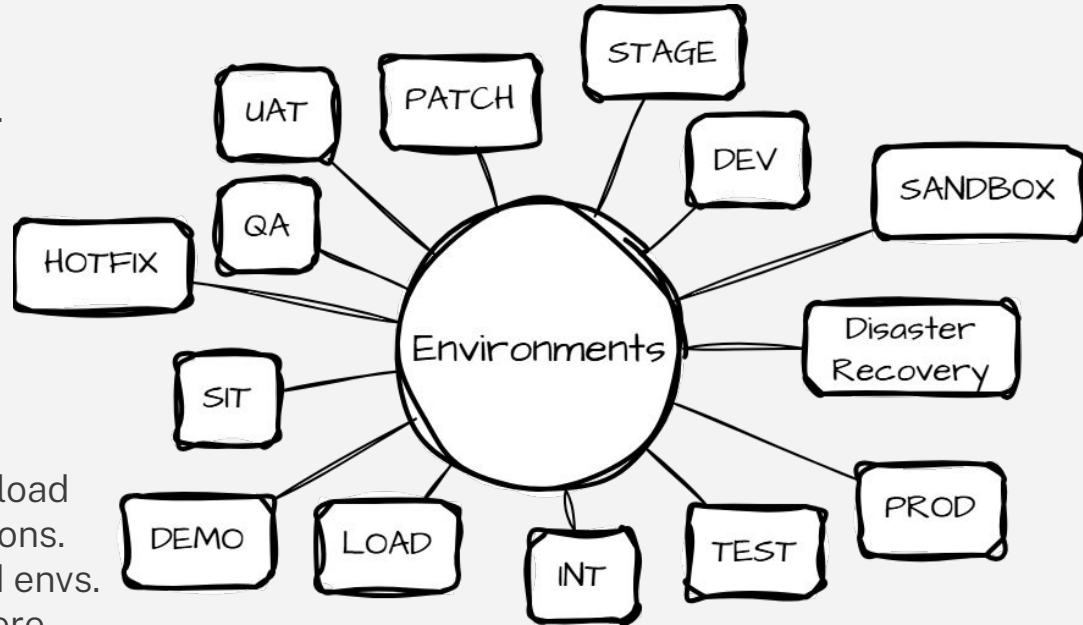 STAGE
PATCH
UAT
DEV
SANDBOX
QA
HOTFIX
Disaster
Recovery
Environments
SIT
load
ons.
envs.
PROD
DEMO
LOAD
INT
TEST